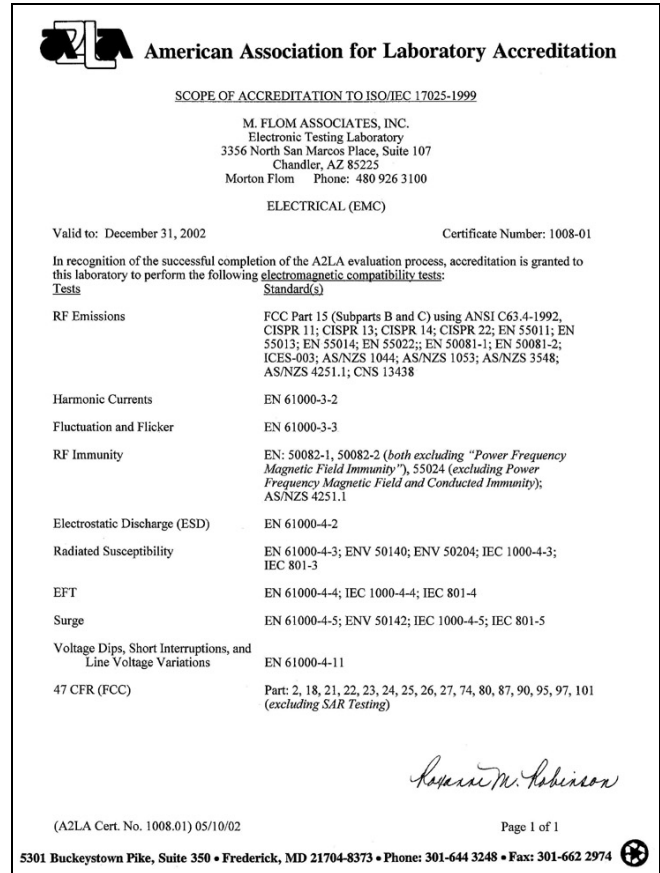 A2LA American Association for Laboratory Accreditation
SCOPE OF ACCREDITATION TO ISO/IEC 17025-1999
M. FLOM ASSOCIATES, INC.
Electronic Testing Laboratory
3356 North San Marcos Place, Suite 107
Chandler, AZ 85225
Morton Flom Phone: 480 926 3100
ELECTRICAL (EMC)
Valid to: December 31, 2002 Certificate Number: 1008-01
In recognition of the successful completion of the A2LA evaluation process, accreditation is granted to
this laboratory to perform the following electromagnetic compatibility tests:
Tests Standard(s)
RF Emissions FCC Part 15 (Subparts B and C) using ANSI C63.4-1992,
CISPR 11; CISPR 13; CISPR 14; CISPR 22; EN 55011; EN
55013; EN 55014; EN 55022;; EN 50081-1; EN 50081-2;
ICES-003; AS/NZS 1044; AS/NZS 1053; AS/NZS 3548;
AS/NZS 4251.1; CNS 13438
Harmonic Currents EN 61000-3-2
Fluctuation and Flicker EN 61000-3-3
RF Immunity EN: 50082-1, 50082-2 (both excluding "Power Frequency
Magnetic Field Immunity"), 55024 (excluding Power
Frequency Magnetic Field and Conducted Immunity);
AS/NZS 4251.1
Electrostatic Discharge (ESD) EN 61000-4-2
Radiated Susceptibility EN 61000-4-3; ENV 50140; ENV 50204; IEC 1000-4-3;
IEC 801-3
EFT EN 61000-4-4; IEC 1000-4-4; IEC 801-4
Surge EN 61000-4-5; ENV 50142; IEC 1000-4-5; IEC 801-5
Voltage Dips, Short Interruptions, and
Line Voltage Variations EN 61000-4-11
47 CFR (FCC) Part: 2, 18, 21, 22, 23, 24, 25, 26, 27, 74, 80, 87, 90, 95, 97, 101
(excluding SAR Testing)
Roxanne M. Robinson
(A2LA Cert. No. 1008.01) 05/10/02 Page 1 of 1
5301 Buckeystown Pike, Suite 350 • Frederick, MD 21704-8373 • Phone: 301-644 3248 • Fax: 301-662 2974